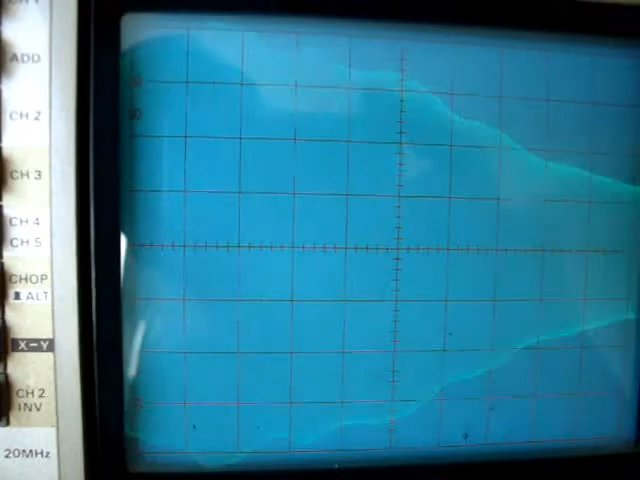 ADD
CH 2
CH 3
CH 4
CH 5
CHOP
ALT
X-Y
CH 2
INV
20MHz